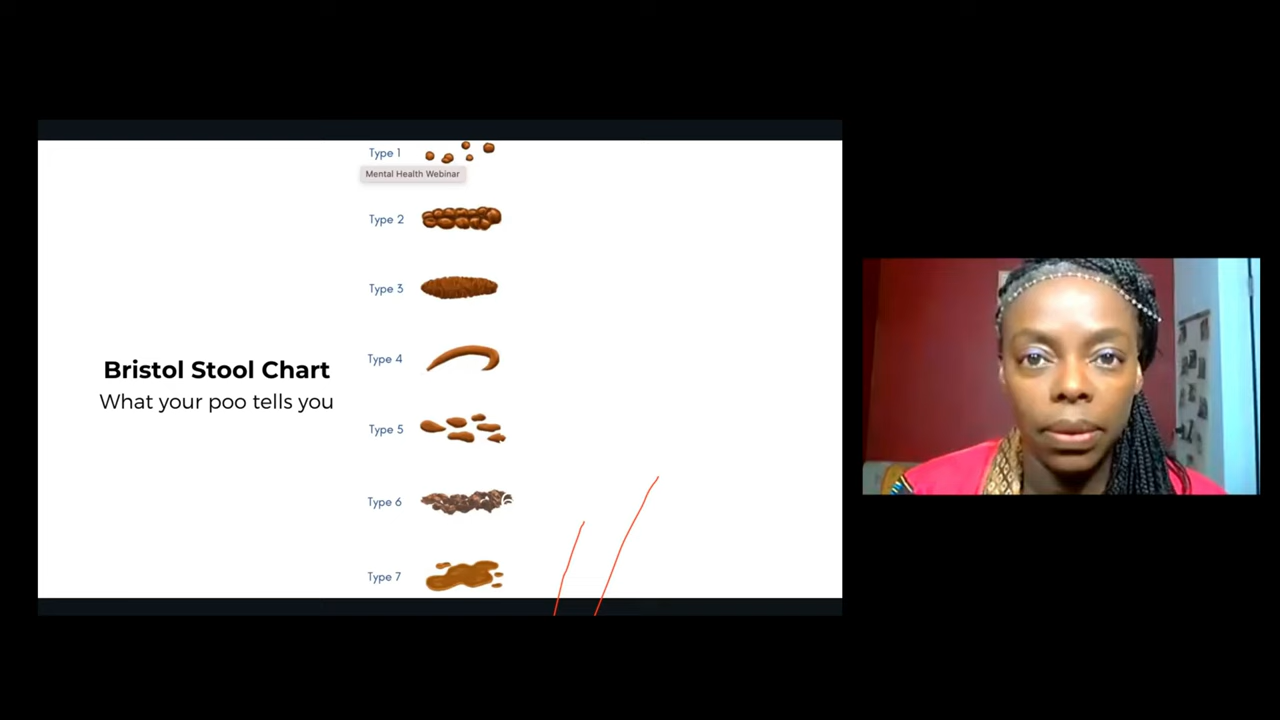 Type 1
Mental Health Webinar
Type 2
Type 3
Type 4
Bristol Stool Chart
What your poo tells you
Type 5
Type 6
Type 7